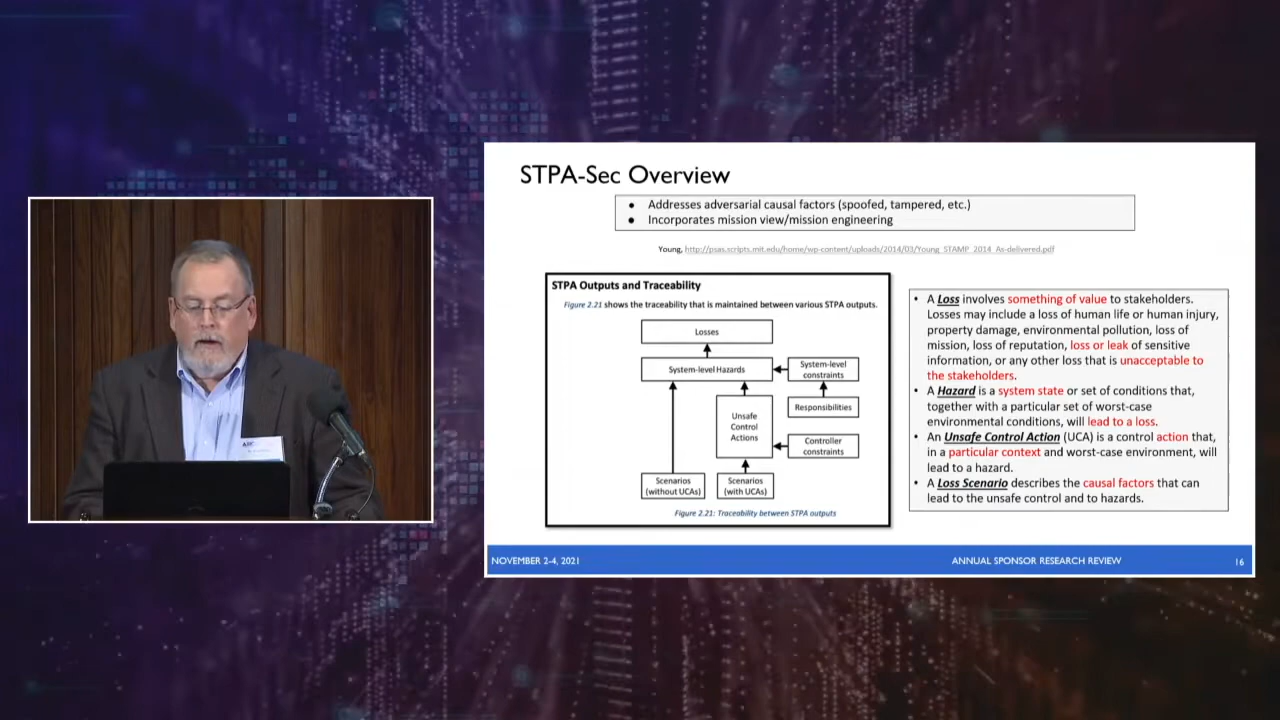 STPA-Sec Overview
• Addresses adversarial causal factors (spoofed, tampered, etc.)
• Incorporates mission view/mission engineering
Young, http://psas.scripts.mit.edu/home/wp-content/uploads/2014/03/Young_STAMP_2014_As-delivered.pdf
STPA Outputs and Traceability
Figure 2.21 shows the traceability that is maintained between various STPA outputs.
Losses
System-level Hazards
System-level
constraints
Responsibilities
Unsafe
Control
Actions
Controller
constraints
Scenarios
(without UCAs)
Scenarios
(with UCAs)
Figure 2.21: Traceability between STPA outputs
• A Loss involves something of value to stakeholders.
Losses may include a loss of human life or human injury,
property damage, environmental pollution, loss of
mission, loss of reputation, loss or leak of sensitive
information, or any other loss that is unacceptable to
the stakeholders.
• A Hazard is a system state or set of conditions that,
together with a particular set of worst-case
environmental conditions, will lead to a loss.
• An Unsafe Control Action (UCA) is a control action that,
in a particular context and worst-case environment, will
lead to a hazard.
• A Loss Scenario describes the causal factors that can
lead to the unsafe control and to hazards.
NOVEMBER 2-4, 2021
ANNUAL SPONSOR RESEARCH REVIEW
16